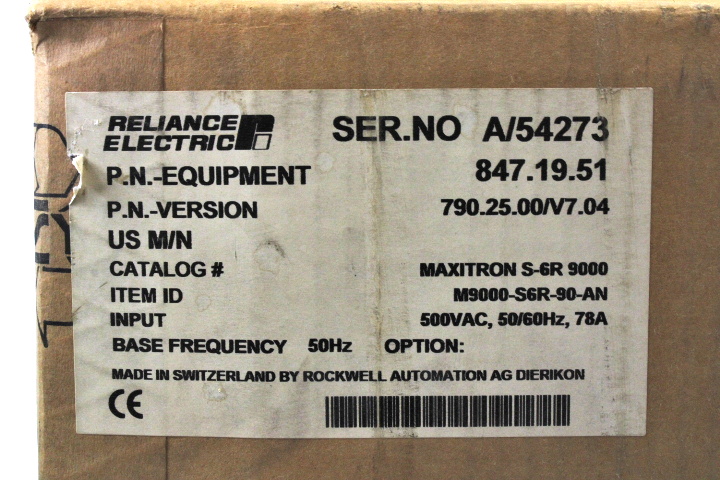 RELIANCE ELECTRIC
SER.NO A/54273
P.N.-EQUIPMENT 847.19.51
P.N.-VERSION 790.25.00/V7.04
US M/N
CATALOG # MAXITRON S-6R 9000
ITEM ID M9000-S6R-90-AN
INPUT 500VAC, 50/60Hz, 78A
BASE FREQUENCY 50Hz OPTION:
MADE IN SWITZERLAND BY ROCKWELL AUTOMATION AG DIERIKON
CE